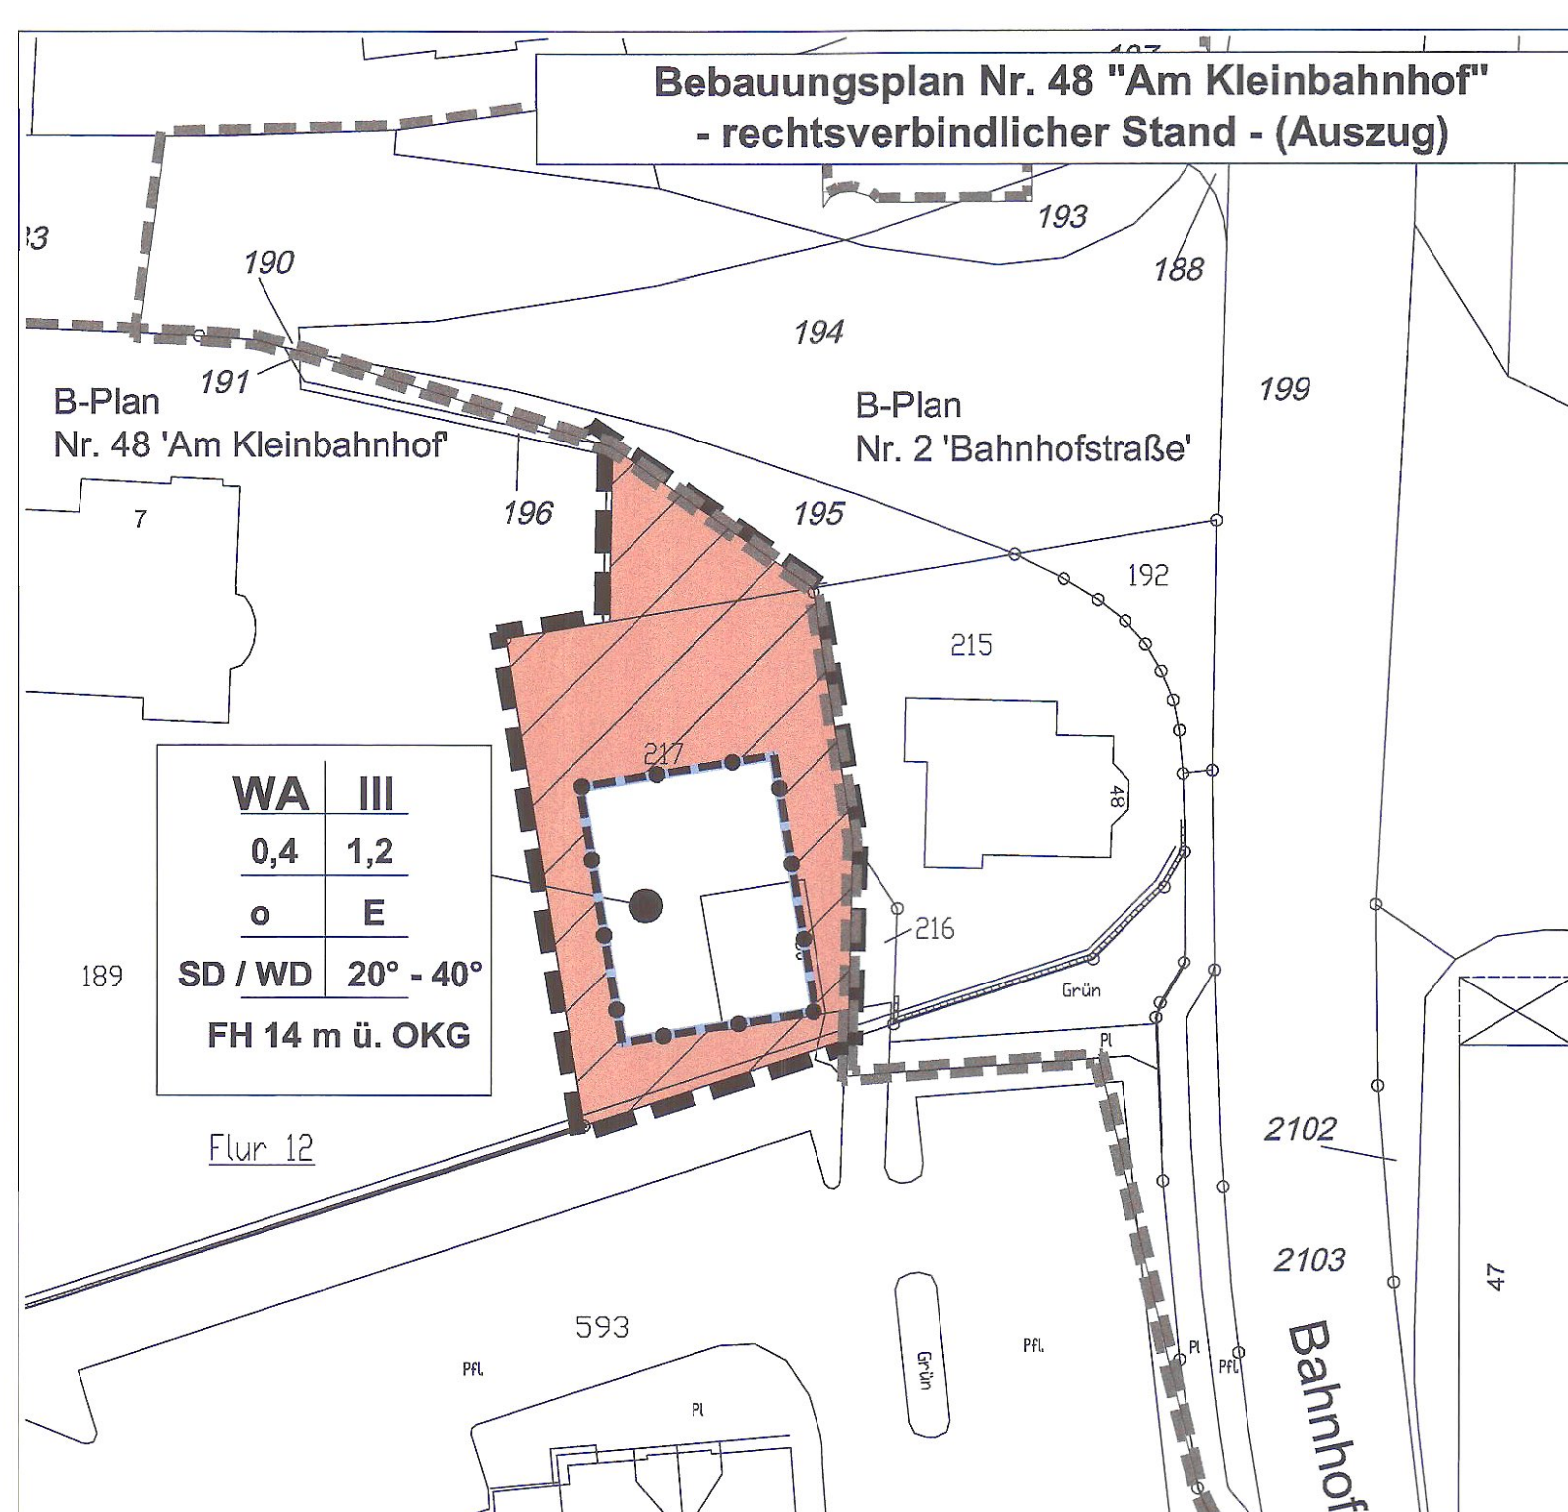 Bebauungsplan Nr. 48 "Am Kleinbahnhof"
- rechtsverbindlicher Stand - (Auszug)
193
188
190
194
191
199
B-Plan
Nr. 48 'Am Kleinbahnhof'
B-Plan
Nr. 2 'Bahnhofstraße'
196
195
7
192
215
217
48
WA III
0,4 1,2
o E
SD / WD 20° - 40°
FH 14 m ü. OKG
216
189
Grün
Pl
Flur 12
2102
2103
47
593
Pfl.
Grün
Pfl.
Pl
Pfl.
Pl